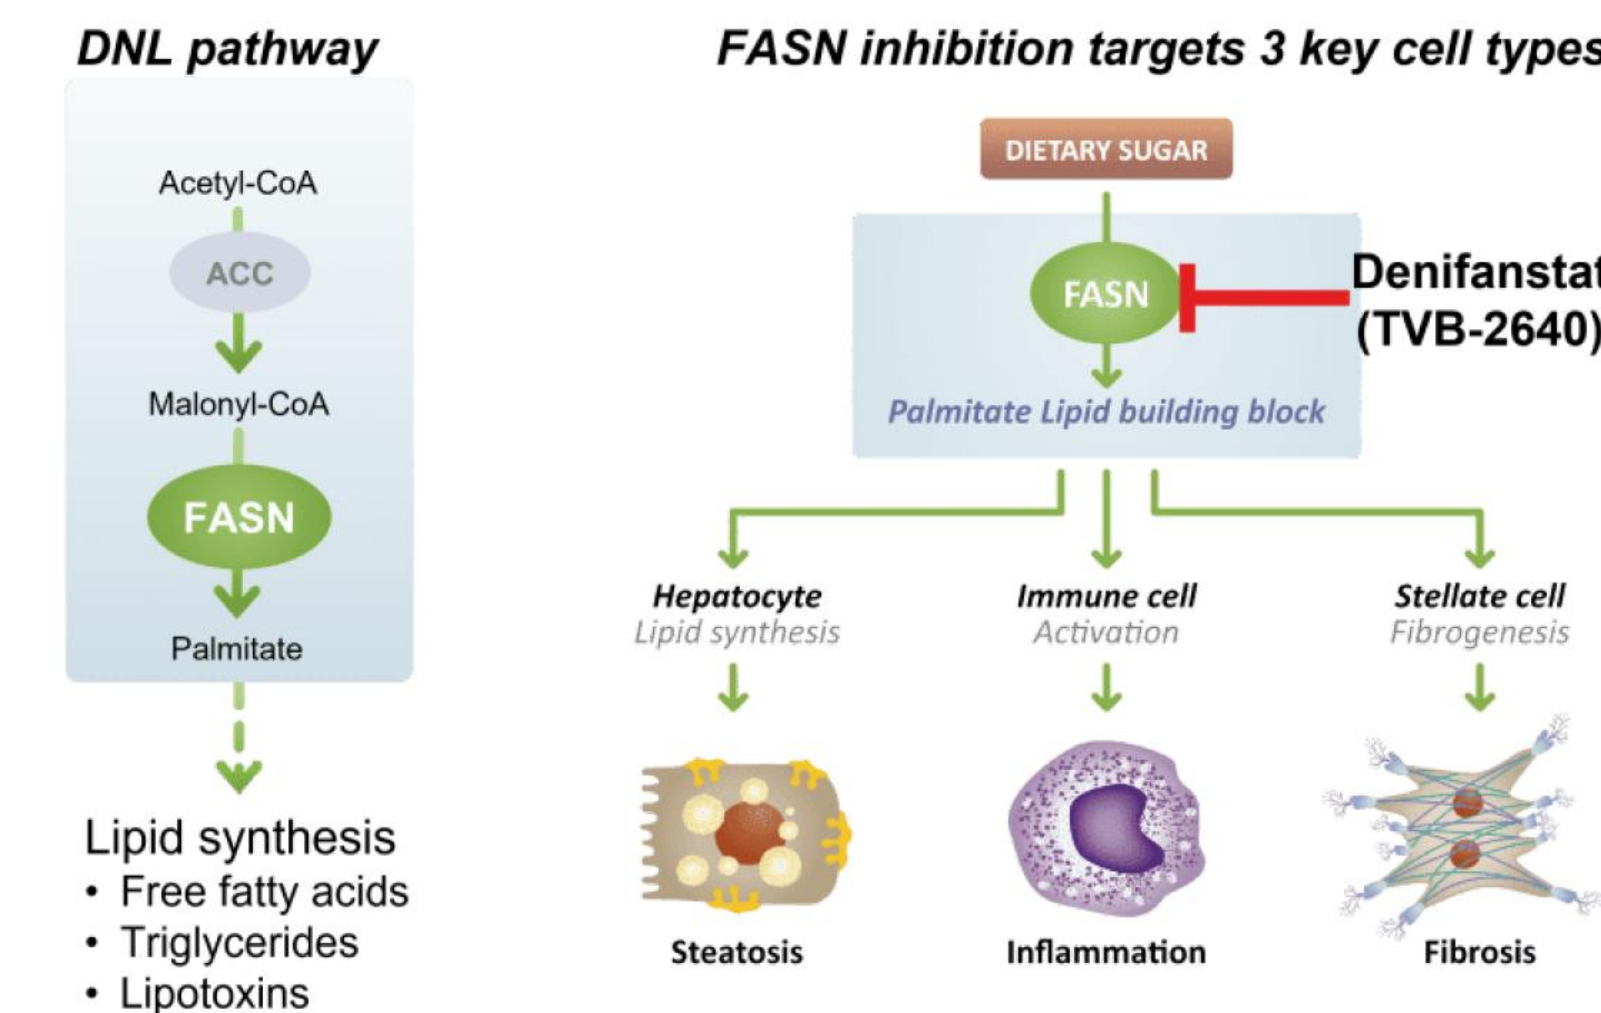 DNL pathway
Acetyl-CoA
ACC
Malonyl-CoA
FASN
Palmitate
Lipid synthesis
• Free fatty acids
• Triglycerides
• Lipotoxins
FASN inhibition targets 3 key cell types
DIETARY SUGAR
FASN
Denifanstat
(TVB-2640)
Palmitate Lipid building block
Hepatocyte
Lipid synthesis
Steatosis
Immune cell
Activation
Inflammation
Stellate cell
Fibrogenesis
Fibrosis